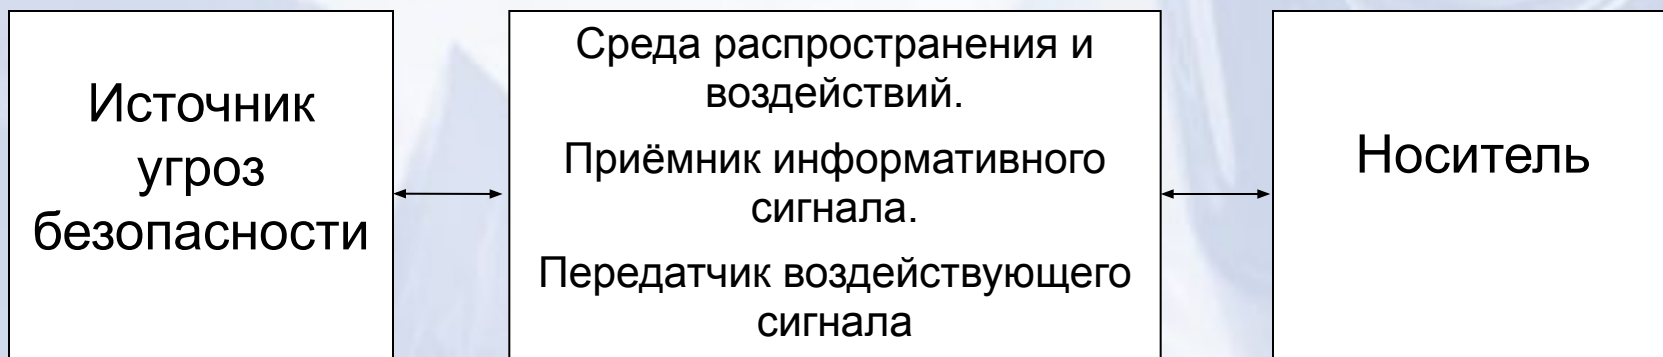 Источник
угроз
безопасности
Среда распространения и
воздействий.
Приёмник информативного
сигнала.
Передатчик воздействующего
сигнала
Носитель